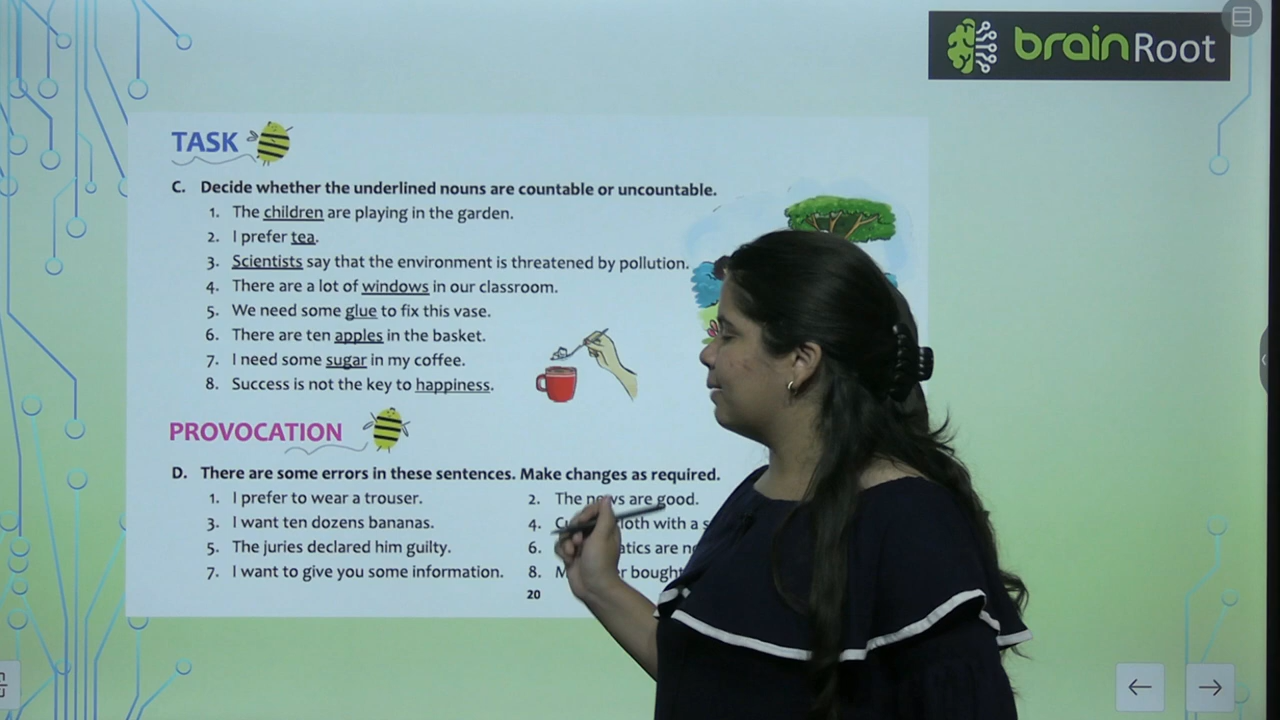 brainRoot
TASK
C. Decide whether the underlined nouns are countable or uncountable.
1. The children are playing in the garden.
2. I prefer tea.
3. Scientists say that the environment is threatened by pollution.
4. There are a lot of windows in our classroom.
5. We need some glue to fix this vase.
6. There are ten apples in the basket.
7. I need some sugar in my coffee.
8. Success is not the key to happiness.
PROVOCATION
D. There are some errors in these sentences. Make changes as required.
1. I prefer to wear a trouser. 2. The news are good.
3. I want ten dozens bananas. 4. with a
5. The juries declared him guilty. 6. are
7. I want to give you some information. 8. bought
20